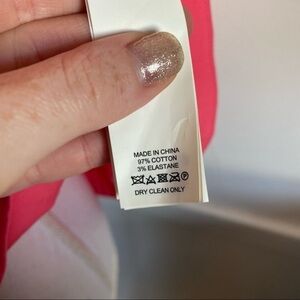 MADE IN CHINA
97% COTTON
3% ELASTANE
DRY CLEAN ONLY